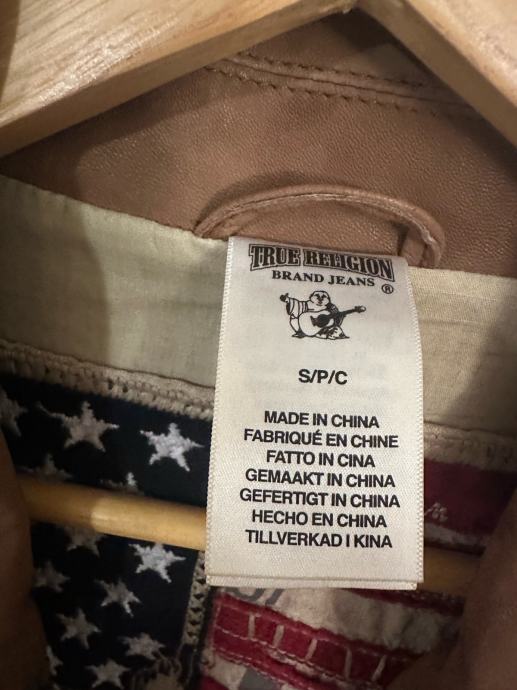 TRUE RELIGION
BRAND JEANS ®
S/P/C
MADE IN CHINA
FABRIQUÉ EN CHINE
FATTO IN CINA
GEMAAKT IN CHINA
GEFERTIGT IN CHINA
HECHO EN CHINA
TILLVERKAD I KINA